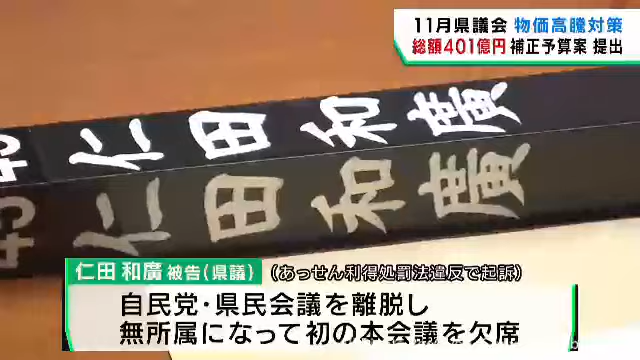 11月県議会 物価高騰対策
総額401億円 補正予算案 提出
仁田和廣
仁田 和廣 被告(県議) (あっせん利得処罰法違反で起訴)
自民党・県民会議を離脱し
無所属になって初の本会議を欠席